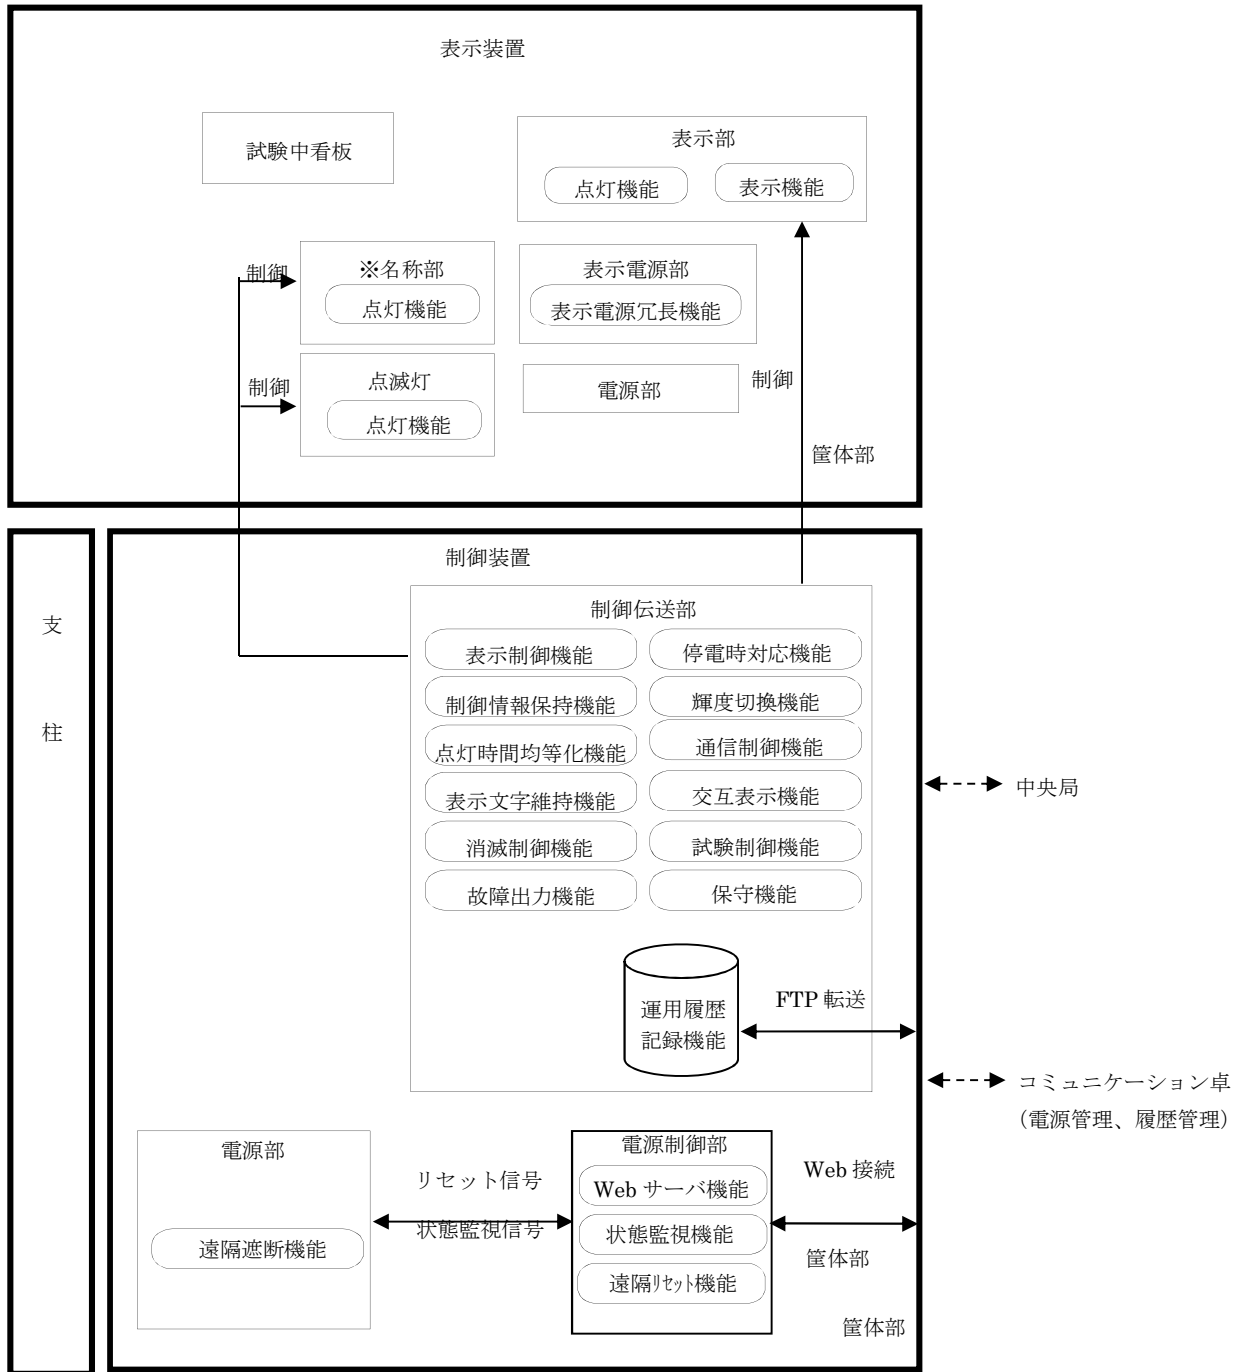 表示装置
試験中看板
表示部
点灯機能
表示機能
制御
※名称部
点灯機能
表示電源部
表示電源冗長機能
制御
点滅灯
点灯機能
電源部
制御
筐体部
支
柱
制御装置
制御伝送部
表示制御機能
停電時対応機能
制御情報保持機能
輝度切換機能
点灯時間均等化機能
通信制御機能
表示文字維持機能
交互表示機能
消滅制御機能
試験制御機能
故障出力機能
保守機能
運用履歴
記録機能
FTP 転送
中央局
コミュニケーション卓
(電源管理、履歴管理)
電源部
遠隔遮断機能
リセット信号
状態監視信号
電源制御部
Web サーバ機能
状態監視機能
遠隔ﾘｾｯﾄ機能
Web 接続
筐体部
筐体部